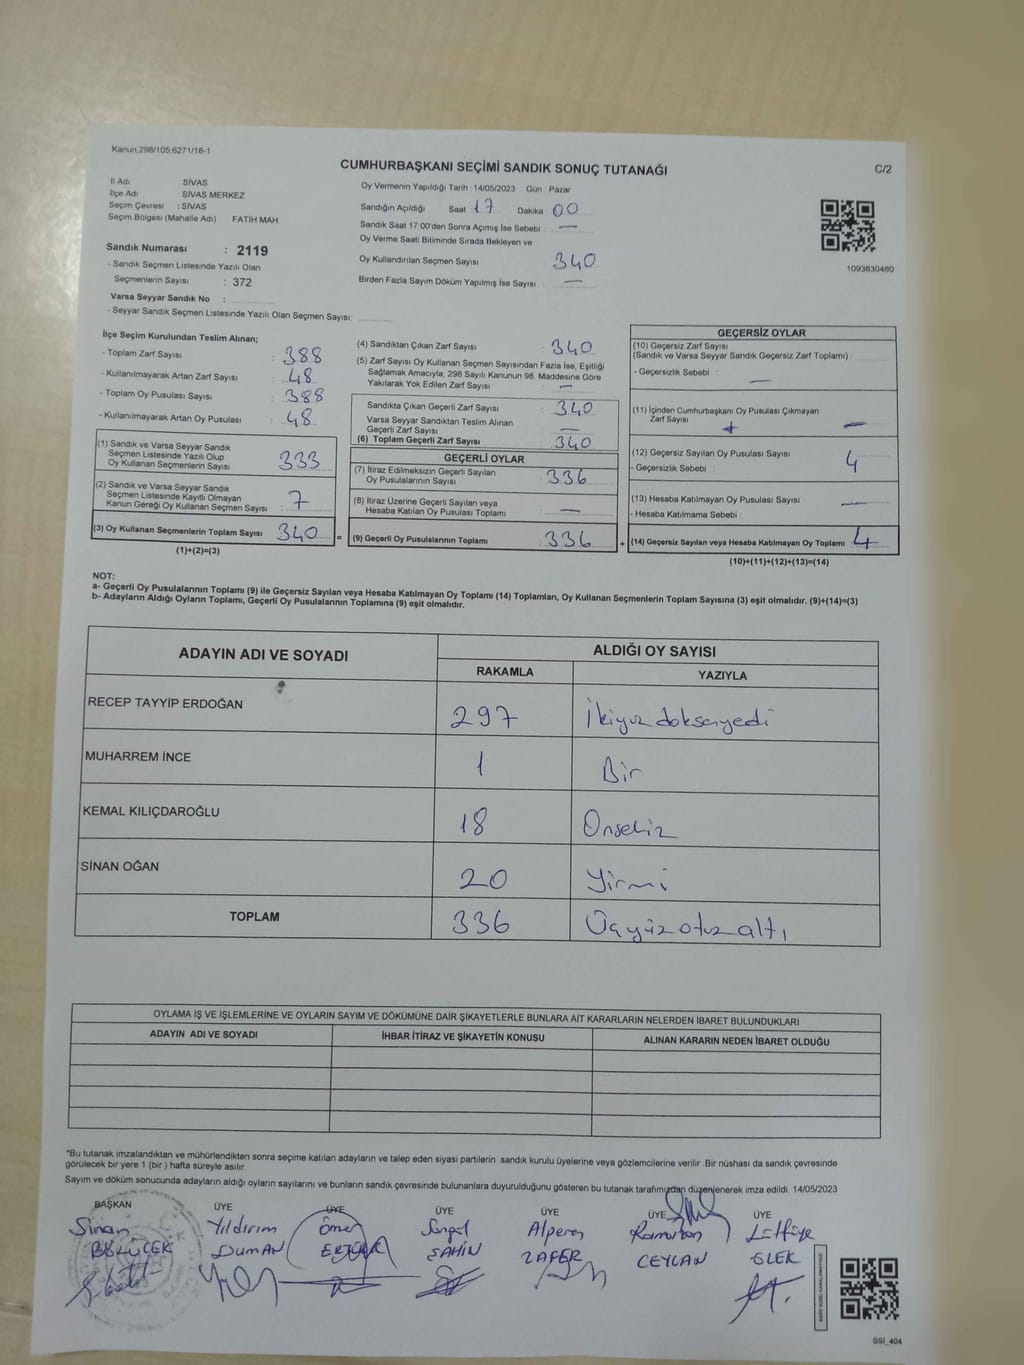 Kanun;298/105;6271/18-1
CUMHURBAŞKANI SEÇİMİ SANDIK SONUÇ TUTANAĞI
C/2
İl Adı : SİVAS
İlçe Adı : SİVAS MERKEZ
Seçim Çevresi : SİVAS
Seçim Bölgesi (Mahalle Adı) : FATİH MAH.
Oy Vermenin Yapıldığı Tarih : 14/05/2023 Gün : Pazar
Sandığın Açıldığı Saat 17 Dakika 00
Sandık Saat 17 00'den Sonra Açımış İse Sebebi : —
Oy Verme Saati Bitiminde Sırada Bekleyen ve
Oy Kullandırılan Seçmen Sayısı 340
Birden Fazla Sayım Döküm Yapılmış İse Sayısı : —
1093830480
Sandık Numarası : 2119
- Sandık Seçmen Listesinde Yazılı Olan
Seçmenlerin Sayısı : 372
Varsa Seyyar Sandık No :
- Seyyar Sandık Seçmen Listesinde Yazılı Olan Seçmen Sayısı:
İlçe Seçim Kurulundan Teslim Alınan;
- Toplam Zarf Sayısı : 388
- Kullanılmayarak Artan Zarf Sayısı : 48
- Toplam Oy Pusulası Sayısı : 388
- Kullanılmayarak Artan Oy Pusulası : 48
(1) Sandık ve Varsa Seyyar Sandık
Seçmen Listesinde Yazılı Olup
Oy Kullanan Seçmenlerin Sayısı : 333
(2) Sandık ve Varsa Seyyar Sandık
Seçmen Listesinde Kayıtlı Olmayan
Kanun Gereği Oy Kullanan Seçmen Sayısı : 7
(3) Oy Kullanan Seçmenlerin Toplam Sayısı : 340
(1)+(2)=(3)
(4) Sandıktan Çıkan Zarf Sayısı : 340
(5) Zarf Sayısı Oy Kullanan Seçmen Sayısından Fazla İse, Eşitliği
Sağlamak Amacıyla, 298 Sayılı Kanunun 98. Maddesine Göre
Yakılarak Yok Edilen Zarf Sayısı : —
Sandıkta Çıkan Geçerli Zarf Sayısı : 340
Varsa Seyyar Sandıktan Teslim Alınan
Geçerli Zarf Sayısı : —
(6) Toplam Geçerli Zarf Sayısı : 340
GEÇERLİ OYLAR
(7) İtiraz Edilmeksizin Geçerli Sayılan
Oy Pusulalarının Sayısı : 336
(8) İtiraz Üzerine Geçerli Sayılan veya
Hesaba Katılan Oy Pusulası Toplamı : —
= (9) Geçerli Oy Pusulalarının Toplamı : 336
GEÇERSİZ OYLAR
(10) Geçersiz Zarf Sayısı
(Sandık ve Varsa Seyyar Sandık Geçersiz Zarf Toplamı) :
- Geçersizlik Sebebi : —
(11) İçinden Cumhurbaşkanı Oy Pusulası Çıkmayan
Zarf Sayısı : —
(12) Geçersiz Sayılan Oy Pusulası Sayısı : 4
- Geçersizlik Sebebi :
(13) Hesaba Katılmayan Oy Pusulası Sayısı : —
- Hesaba Katılmama Sebebi :
+ (14) Geçersiz Sayılan veya Hesaba Katılmayan Oy Toplamı : 4
(10)+(11)+(12)+(13)=(14)
NOT:
a- Geçerli Oy Pusulalarının Toplamı (9) ile Geçersiz Sayılan veya Hesaba Katılmayan Oy Toplamı (14) Toplamları, Oy Kullanan Seçmenlerin Toplam Sayısına (3) eşit olmalıdır. (9)+(14)=(3)
b- Adayların Aldığı Oyların Toplamı, Geçerli Oy Pusulalarının Toplamına (9) eşit olmalıdır.
ADAYIN ADI VE SOYADI
ALDIĞI OY SAYISI
RAKAMLA YAZIYLA
RECEP TAYYİP ERDOĞAN 297 İkiyüz doksanyedi
MUHARREM İNCE 1 Bir
KEMAL KILIÇDAROĞLU 18 Onsekiz
SİNAN OĞAN 20 Yirmi
TOPLAM 336 Üçyüz otuz altı
OYLAMA İŞ VE İŞLEMLERİNE VE OYLARIN SAYIM VE DÖKÜMÜNE DAİR ŞİKAYETLERLE BUNLARA AİT KARARLARIN NELERDEN İBARET BULUNDUKLARI
ADAYIN ADI VE SOYADI İHBAR İTİRAZ VE ŞİKAYETİN KONUSU ALINAN KARARIN NEDEN İBARET OLDUĞU
*Bu tutanak imzalandıktan ve mühürlendikten sonra seçime katılan adayların ve talep eden siyasi partilerin sandık kurulu üyelerine veya gözlemcilerine verilir. Bir nüshası da sandık çevresinde
görülecek bir yere 1 (bir) hafta süreyle asılır.
Sayım ve döküm sonucunda adayların aldığı oyların sayılarını ve bunların sandık çevresinde bulunanlara duyurulduğunu gösteren bu tutanak tarafımızdan düzenlenerek imza edildi. 14/05/2023
BAŞKAN ÜYE ÜYE ÜYE ÜYE ÜYE ÜYE
Sinan Yıldırım Ömer Songül Alperen Ramazan Lütfiye
BÖLÜCEK DUMAN ŞAHİN ZAFER CEYLAN
SSI_404